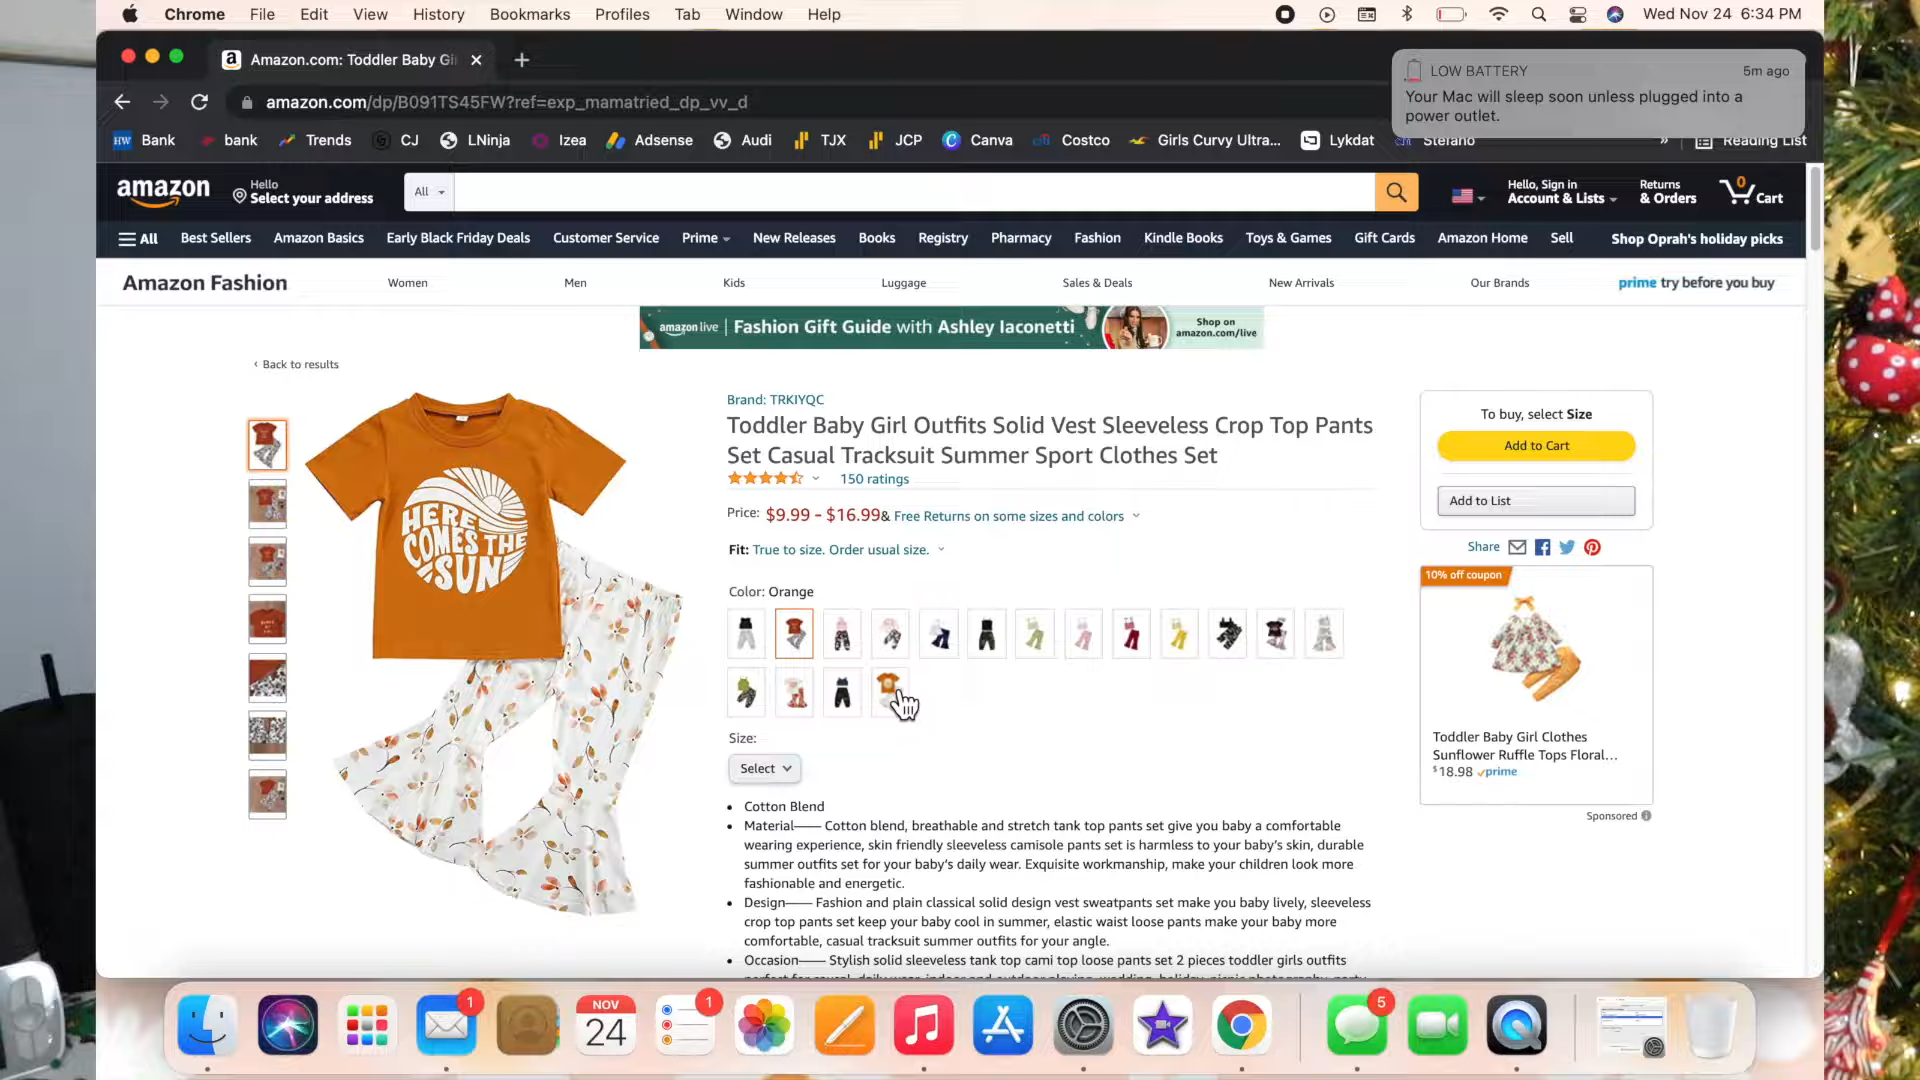 Chrome File Edit View History Bookmarks Profiles Tab Window Help
Wed Nov 24 6:34 PM
Amazon.com: Toddler Baby Gi
LOW BATTERY
5m ago
Your Mac will sleep soon unless plugged into a
power outlet.
amazon.com/dp/B091TS45FW?ref=exp_mamatried_dp_vv_d
HW Bank bank Trends CJ LNinja Izea Adsense Audi TJX JCP Canva Costco Girls Curvy Ultra... Lykdat Stefano » Reading List
amazon
Hello
Select your address
All
Hello, Sign in
Account & Lists
Returns
& Orders
0
Cart
All Best Sellers Amazon Basics Early Black Friday Deals Customer Service Prime New Releases Books Registry Pharmacy Fashion Kindle Books Toys & Games Gift Cards Amazon Home Sell Shop Oprah's holiday picks
Amazon Fashion Women Men Kids Luggage Sales & Deals New Arrivals Our Brands prime try before you buy
amazon live | Fashion Gift Guide with Ashley Iaconetti
Shop on
amazon.com/live
‹ Back to results
HERE
COMES THE
SUN
Brand: TRKIYQC
Toddler Baby Girl Outfits Solid Vest Sleeveless Crop Top Pants
Set Casual Tracksuit Summer Sport Clothes Set
150 ratings
Price: $9.99 - $16.99& Free Returns on some sizes and colors
Fit: True to size. Order usual size.
Color: Orange
Size:
Select
• Cotton Blend
• Material—— Cotton blend, breathable and stretch tank top pants set give you baby a comfortable
wearing experience, skin friendly sleeveless camisole pants set is harmless to your baby's skin, durable
summer outfits set for your baby's daily wear. Exquisite workmanship, make your children look more
fashionable and energetic.
• Design—— Fashion and plain classical solid design vest sweatpants set make you baby lively, sleeveless
crop top pants set keep your baby cool in summer, elastic waist loose pants make your baby more
comfortable, casual tracksuit summer outfits for your angle.
• Occasion—— Stylish solid sleeveless tank top cami top loose pants set 2 pieces toddler girls outfits
To buy, select Size
Add to Cart
Add to List
Share
10% off coupon
Toddler Baby Girl Clothes
Sunflower Ruffle Tops Floral...
$18.98 prime
Sponsored
1
NOV
24
1
5